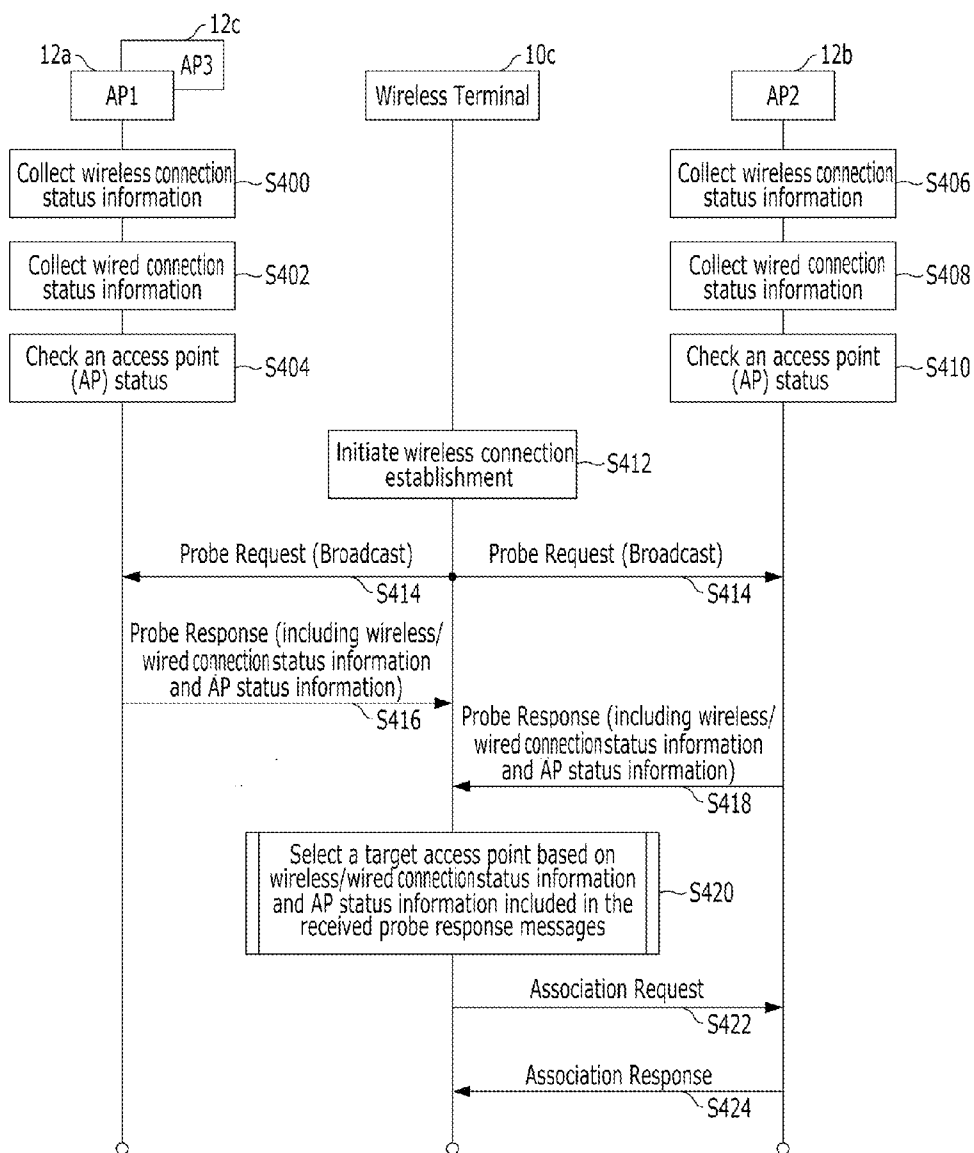 12c
12a
AP3
AP1
10c
Wireless Terminal
12b
AP2
Collect wireless connection
status information
S400
Collect wireless connection
status information
S406
Collect wired connection
status information
S402
Collect wired connection
status information
S408
Check an access point
(AP) status
S404
Check an access point
(AP) status
S410
Initiate wireless connection
establishment
S412
Probe Request (Broadcast)
S414
Probe Request (Broadcast)
S414
Probe Response (including wireless/
wired connection status information
and AP status information)
S416
Probe Response (including wireless/
wired connection status information
and AP status information)
S418
Select a target access point based on
wireless/wired connection status information
and AP status information included in the
received probe response messages
S420
Association Request
S422
Association Response
S424